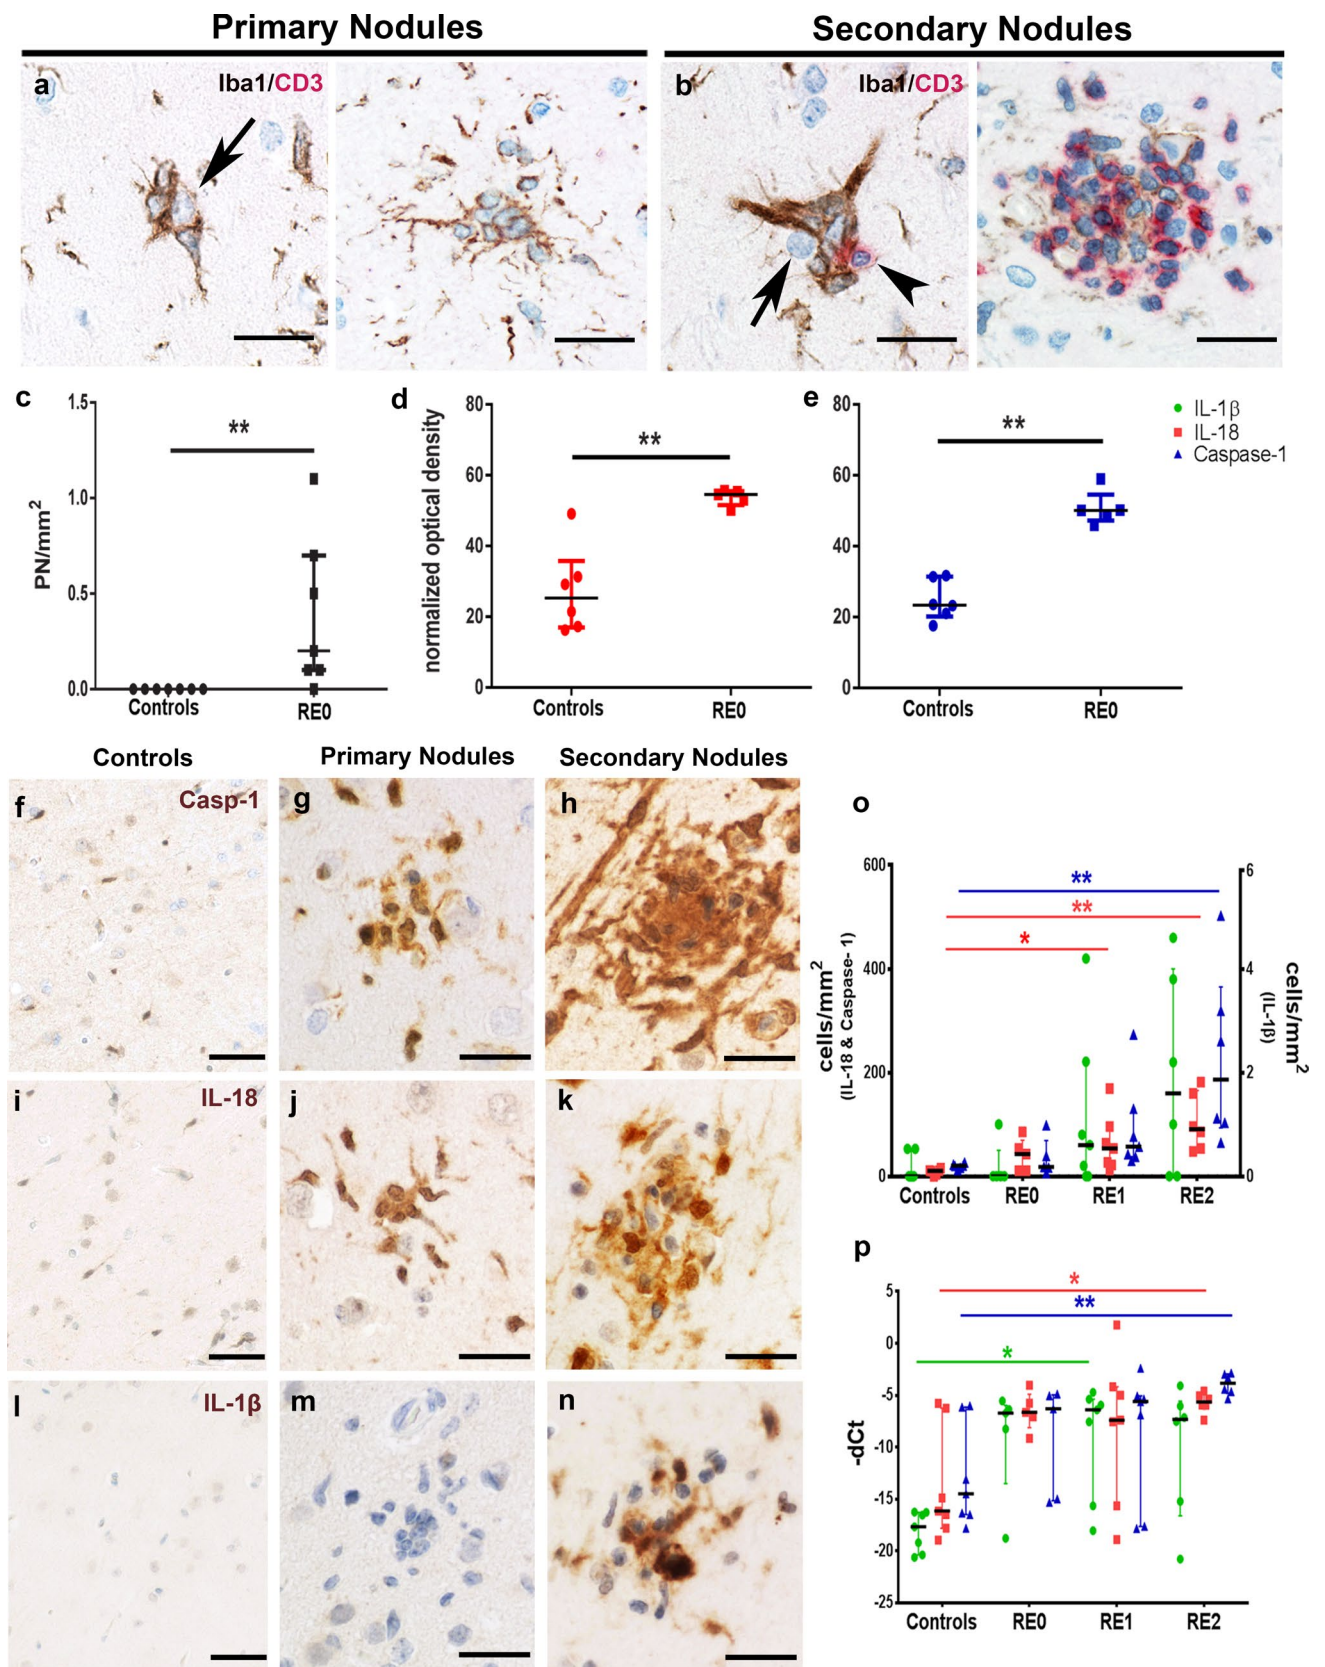 Primary Nodules
Secondary Nodules
a
Iba1/CD3
b
Iba1/CD3
c
1.5
1.0
0.5
0.0
PN/mm2
**
Controls
RE0
d
80
60
40
20
0
normalized optical density
**
Controls
RE0
e
80
60
40
20
0
**
Controls
RE0
IL-1β
IL-18
Caspase-1
Controls
Primary Nodules
Secondary Nodules
f
Casp-1
g
h
i
IL-18
j
k
l
IL-1β
m
n
o
600
400
200
0
cells/mm2
(IL-18 & Caspase- 1)
**
**
*
6
4
2
0
cells/mm2
(IL-1β)
Controls
RE0
RE1
RE2
p
5
0
-5
-10
-15
-20
-25
-dCt
*
**
*
Controls
RE0
RE1
RE2